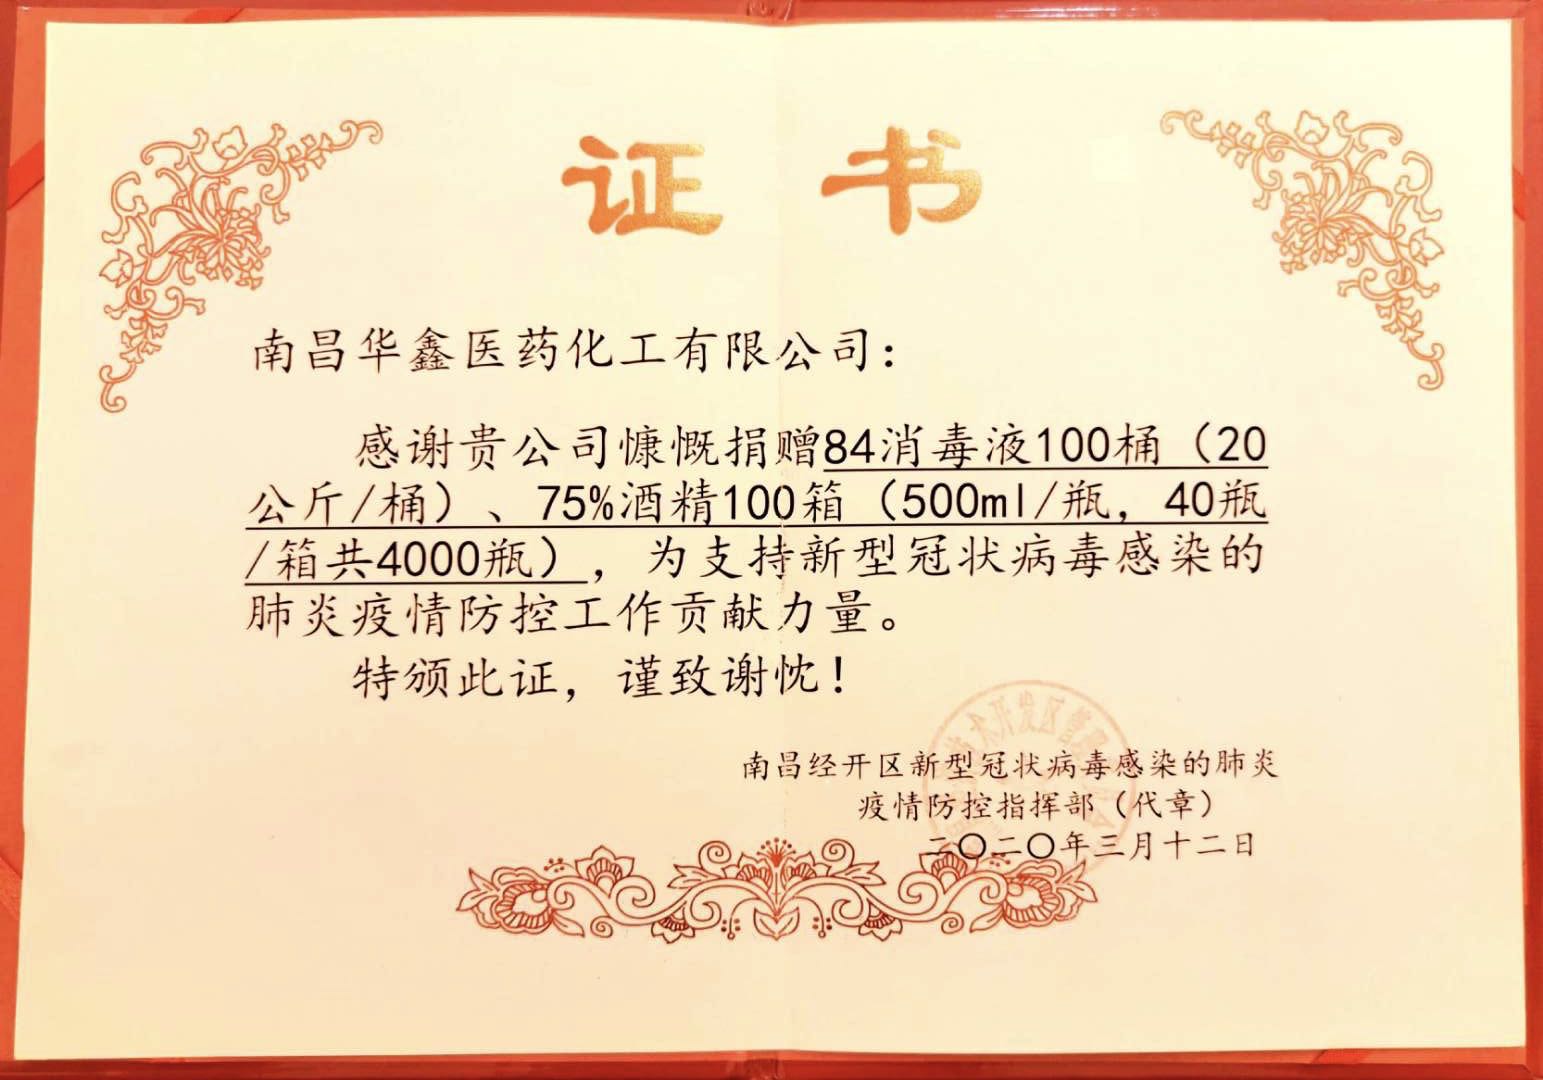 证书
南昌华鑫医药化工有限公司：
感谢贵公司慷慨捐赠84消毒液100桶（20
公斤/桶）、75%酒精100箱（500ml/瓶，40瓶
/箱共4000瓶），为支持新型冠状病毒感染的
肺炎疫情防控工作贡献力量。
特颁此证，谨致谢忱！
南昌经开区新型冠状病毒感染的肺炎
疫情防控指挥部（代章）
二〇二〇年三月十二日
术开发区管